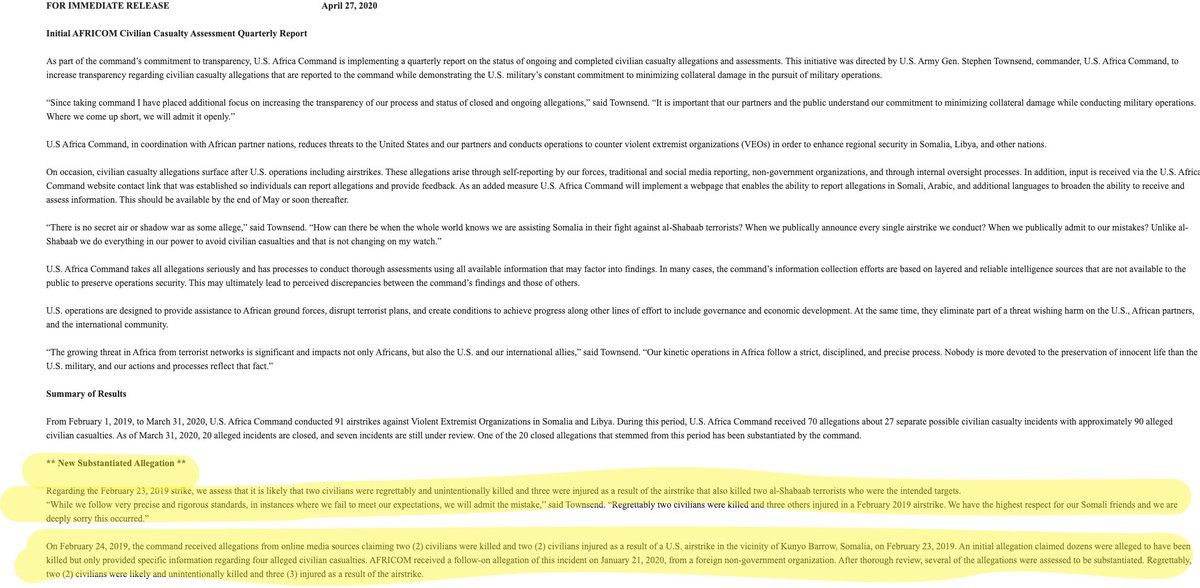 FOR IMMEDIATE RELEASE April 27, 2020
Initial AFRICOM Civilian Casualty Assessment Quarterly Report
As part of the command's commitment to transparency, U.S. Africa Command is implementing a quarterly report on the status of ongoing and completed civilian casualty allegations and assessments. This initiative was directed by U.S. Army Gen. Stephen Townsend, commander, U.S. Africa Command, to
increase transparency regarding civilian casualty allegations that are reported to the command while demonstrating the U.S. military's constant commitment to minimizing collateral damage in the pursuit of military operations.
“Since taking command I have placed additional focus on increasing the transparency of our process and status of closed and ongoing allegations,” said Townsend. “It is important that our partners and the public understand our commitment to minimizing collateral damage while conducting military operations.
Where we come up short, we will admit it openly.”
U.S Africa Command, in coordination with African partner nations, reduces threats to the United States and our partners and conducts operations to counter violent extremist organizations (VEOs) in order to enhance regional security in Somalia, Libya, and other nations.
On occasion, civilian casualty allegations surface after U.S. operations including airstrikes. These allegations arise through self-reporting by our forces, traditional and social media reporting, non-government organizations, and through internal oversight processes. In addition, input is received via the U.S. Africa
Command website contact link that was established so individuals can report allegations and provide feedback. As an added measure U.S. Africa Command will implement a webpage that enables the ability to report allegations in Somali, Arabic, and additional languages to broaden the ability to receive and
assess information. This should be available by the end of May or soon thereafter.
“There is no secret air or shadow war as some allege,” said Townsend. “How can there be when the whole world knows we are assisting Somalia in their fight against al-Shabaab terrorists? When we publically announce every single airstrike we conduct? When we publically admit to our mistakes? Unlike al-
Shabaab we do everything in our power to avoid civilian casualties and that is not changing on my watch.”
U.S. Africa Command takes all allegations seriously and has processes to conduct thorough assessments using all available information that may factor into findings. In many cases, the command's information collection efforts are based on layered and reliable intelligence sources that are not available to the
public to preserve operations security. This may ultimately lead to perceived discrepancies between the command's findings and those of others.
U.S. operations are designed to provide assistance to African ground forces, disrupt terrorist plans, and create conditions to achieve progress along other lines of effort to include governance and economic development. At the same time, they eliminate part of a threat wishing harm on the U.S., African partners,
and the international community.
“The growing threat in Africa from terrorist networks is significant and impacts not only Africans, but also the U.S. and our international allies,” said Townsend. “Our kinetic operations in Africa follow a strict, disciplined, and precise process. Nobody is more devoted to the preservation of innocent life than the
U.S. military, and our actions and processes reflect that fact.”
Summary of Results
From February 1, 2019, to March 31, 2020, U.S. Africa Command conducted 91 airstrikes against Violent Extremist Organizations in Somalia and Libya. During this period, U.S. Africa Command received 70 allegations about 27 separate possible civilian casualty incidents with approximately 90 alleged
civilian casualties. As of March 31, 2020, 20 alleged incidents are closed, and seven incidents are still under review. One of the 20 closed allegations that stemmed from this period has been substantiated by the command.
** New Substantiated Allegation **
Regarding the February 23, 2019 strike, we assess that it is likely that two civilians were regrettably and unintentionally killed and three were injured as a result of the airstrike that also killed two al-Shabaab terrorists who were the intended targets.
“While we follow very precise and rigorous standards, in instances where we fail to meet our expectations, we will admit the mistake,” said Townsend. “Regrettably two civilians were killed and three others injured in a February 2019 airstrike. We have the highest respect for our Somali friends and we are
deeply sorry this occurred.”
On February 24, 2019, the command received allegations from online media sources claiming two (2) civilians were killed and two (2) civilians injured as a result of a U.S. airstrike in the vicinity of Kunyo Barrow, Somalia, on February 23, 2019. An initial allegation claimed dozens were alleged to have been
killed but only provided specific information regarding four alleged civilian casualties. AFRICOM received a follow-on allegation of this incident on January 21, 2020, from a foreign non-government organization. After thorough review, several of the allegations were assessed to be substantiated. Regrettably,
two (2) civilians were likely and unintentionally killed and three (3) injured as a result of the airstrike.